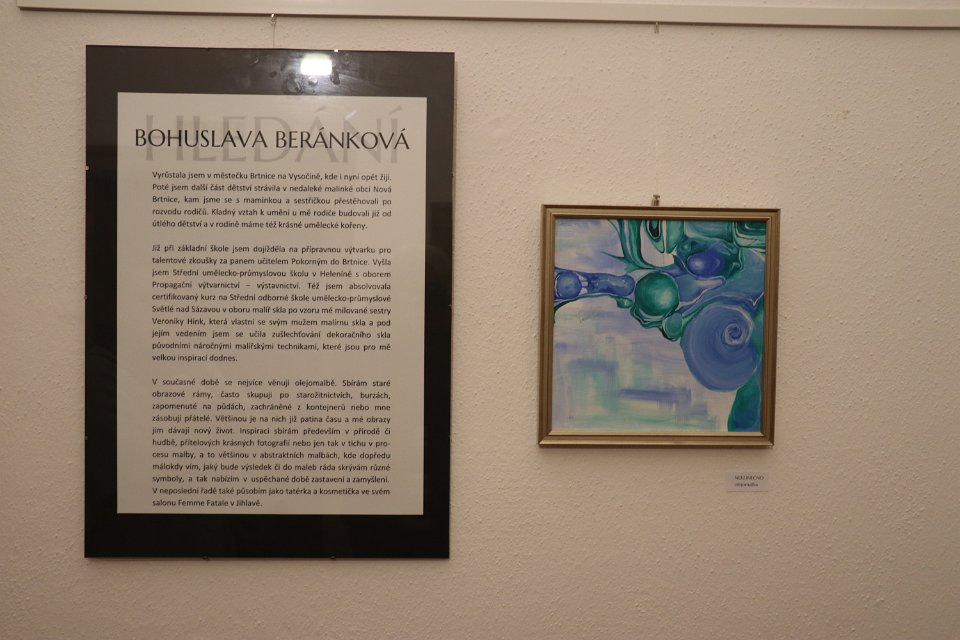 HLEDÁNÍ
BOHUSLAVA BERÁNKOVÁ
Vyrůstala jsem v městečku Brtnice na Vysočině, kde i nyní opět žiji.
Poté jsem další část dětství strávila v nedaleké malinké obci Nová
Brtnice, kam jsme se s maminkou a sestřičkou přestěhovali po
rozvodu rodičů. Kladný vztah k umění u mě rodiče budovali již od
útlého dětství a v rodině máme též krásné umělecké kořeny.
Již při základní škole jsem dojížděla na přípravnou výtvarku pro
talentové zkoušky za panem učitelem Pokorným do Brtnice. Vyšla
jsem Střední umělecko-průmyslovou školu v Heleníně s oborem
Propagační výtvarnictví – výstavnictví. Též jsem absolvovala
certifikovaný kurz na Střední odborné škole umělecko-průmyslové
Světlé nad Sázavou v oboru malíř skla po vzoru mé milované sestry
Veroniky Hink, která vlastní se svým mužem malírnu skla a pod
jejím vedením jsem se učila zušlechťování dekoračního skla
původními náročnými malířskými technikami, které jsou pro mě
velkou inspirací dodnes.
V současné době se nejvíce věnuji olejomalbě. Sbírám staré
obrazové rámy, často skupuji po starožitnictvích, burzách,
zapomenuté na půdách, zachráněné z kontejnerů nebo mne
zásobují přátelé. Většinou je na nich již patina času a mé obrazy
jim dávají nový život. Inspiraci sbírám především v přírodě či
hudbě, přítelových krásných fotografií nebo jen tak v tichu v pro-
cesu malby, a to většinou v abstraktních malbách, kde dopředu
málokdy vím, jaký bude výsledek či do maleb ráda skrývám různé
symboly, a tak nabízím v uspěchané době zastavení a zamyšlení.
V neposlední řadě také působím jako tatérka a kosmetička ve svém
salonu Femme Fatale v Jihlavě.
NEKONEČNO
olejomalba